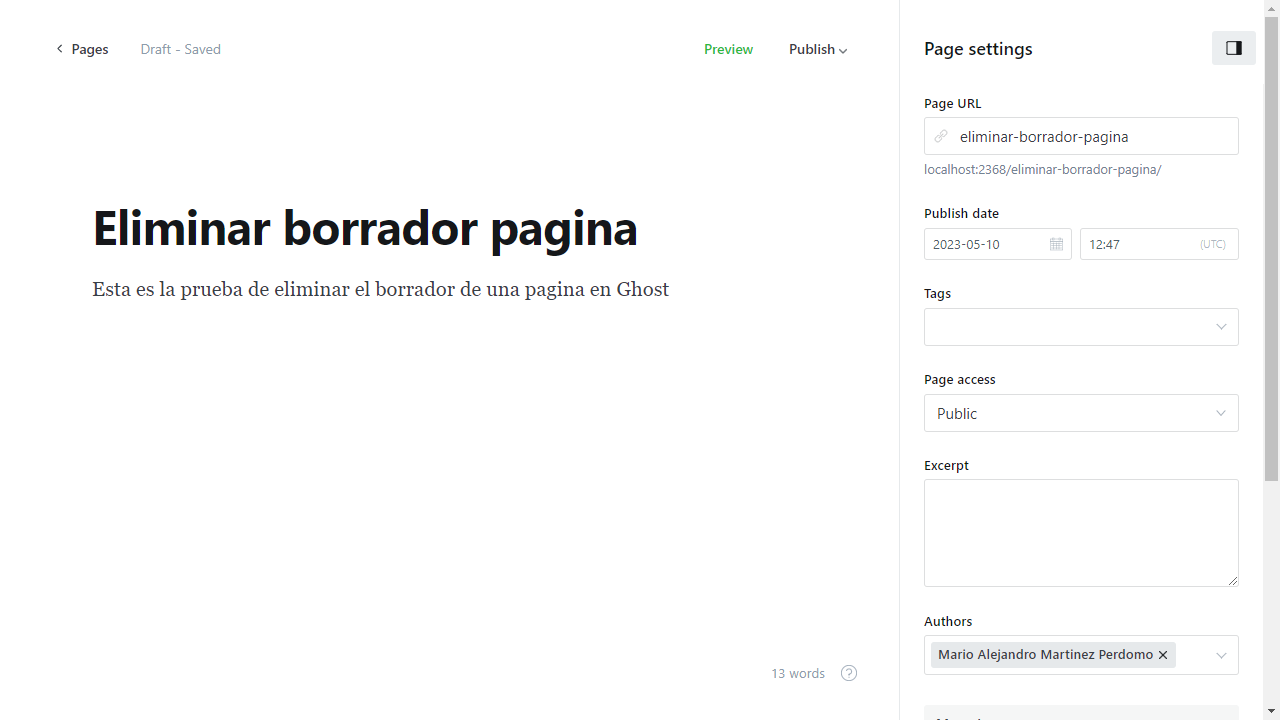 Pages
Draft - Saved
Preview
Publish
Page settings
Page URL
eliminar-borrador-pagina
localhost:2368/eliminar-borrador-pagina/
Eliminar borrador pagina
Esta es la prueba de eliminar el borrador de una pagina en Ghost
Publish date
2023-05-10
12:47
(UTC)
Tags
Page access
Public
Excerpt
Authors
Mario Alejandro Martinez Perdomo
13 words